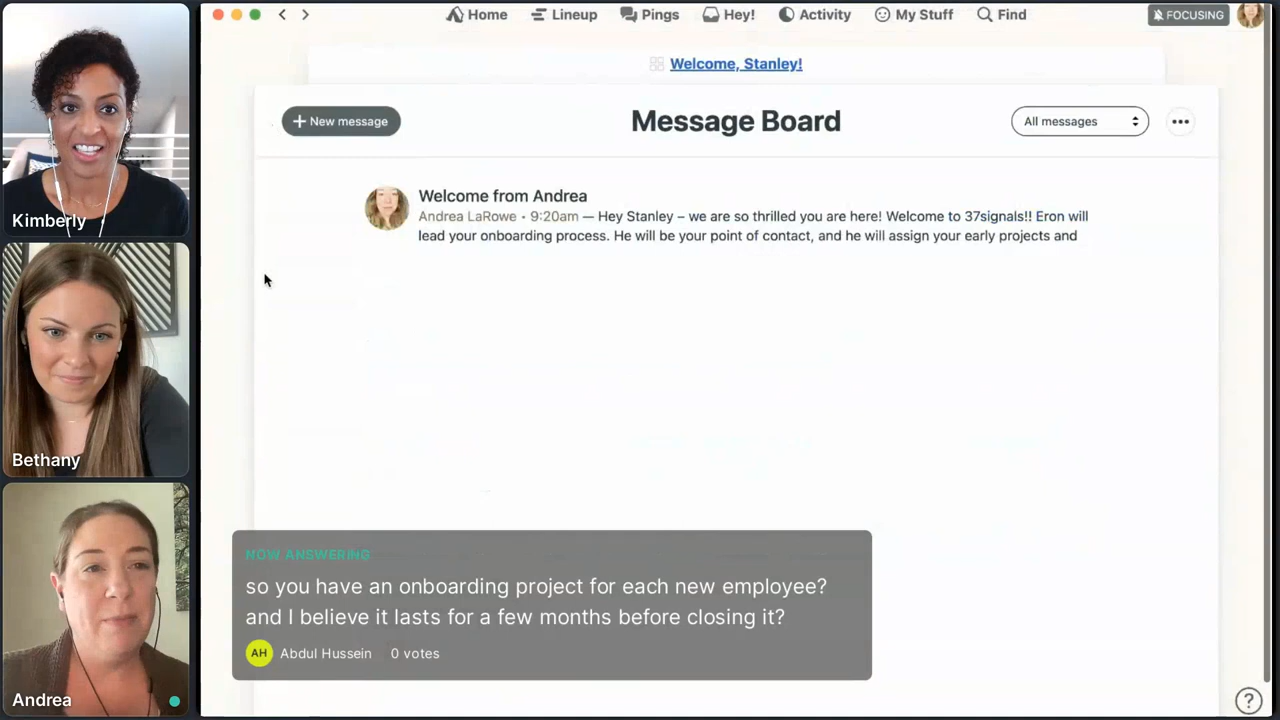 Home Lineup Pings Hey! Activity My Stuff Find FOCUSING
Welcome, Stanley!
+ New message
Message Board
All messages
Welcome from Andrea
Andrea LaRowe • 9:20am — Hey Stanley – we are so thrilled you are here! Welcome to 37signals!! Eron will
lead your onboarding process. He will be your point of contact, and he will assign your early projects and
Kimberly
Bethany
Andrea
NOW ANSWERING
so you have an onboarding project for each new employee?
and I believe it lasts for a few months before closing it?
AH Abdul Hussein 0 votes
?